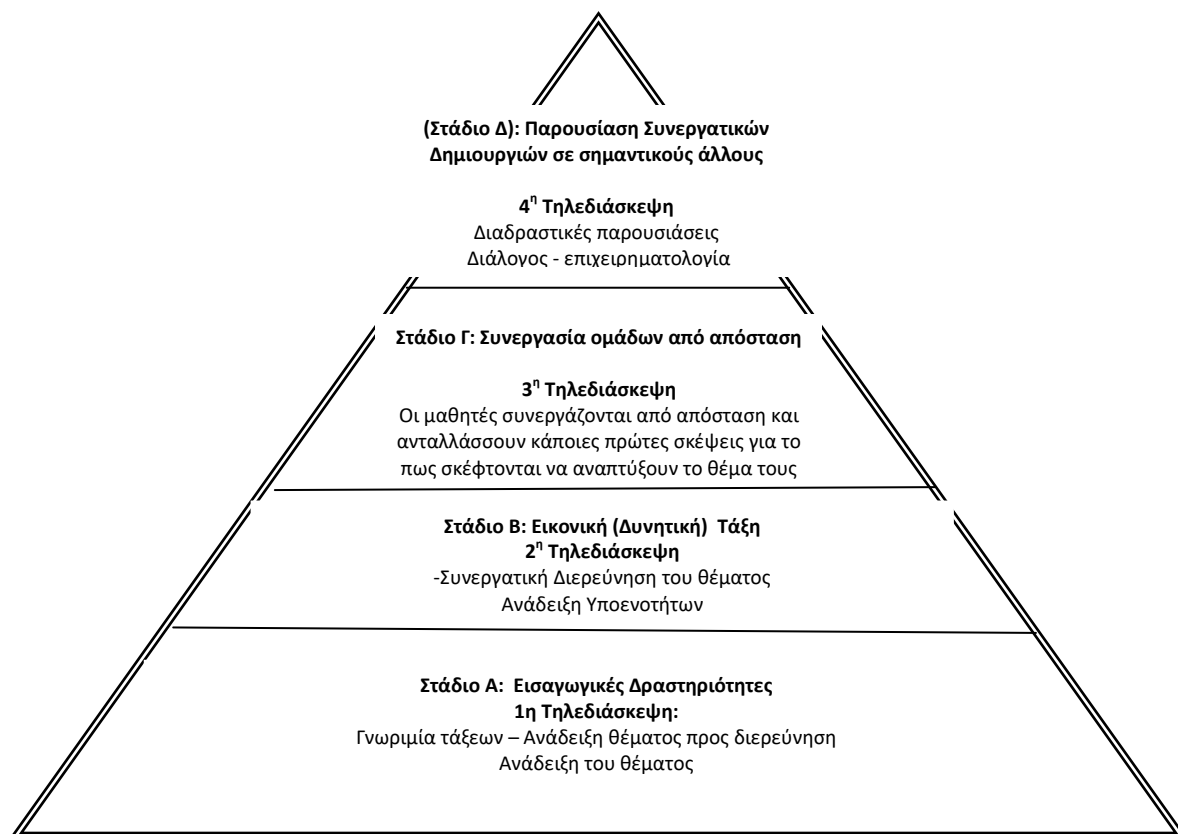 (Στάδιο Δ): Παρουσίαση Συνεργατικών
Δημιουργιών σε σημαντικούς άλλους
4η Τηλεδιάσκεψη
Διαδραστικές παρουσιάσεις
Διάλογος - επιχειρηματολογία
Στάδιο Γ: Συνεργασία ομάδων από απόσταση
3η Τηλεδιάσκεψη
Οι μαθητές συνεργάζονται από απόσταση και
ανταλλάσσουν κάποιες πρώτες σκέψεις για το
πως σκέφτονται να αναπτύξουν το θέμα τους
Στάδιο Β: Εικονική (Δυνητική) Τάξη
2η Τηλεδιάσκεψη
-Συνεργατική Διερεύνηση του θέματος
Ανάδειξη Υποενοτήτων
Στάδιο Α: Εισαγωγικές Δραστηριότητες
1η Τηλεδιάσκεψη:
Γνωριμία τάξεων – Ανάδειξη θέματος προς διερεύνηση
Ανάδειξη του θέματος